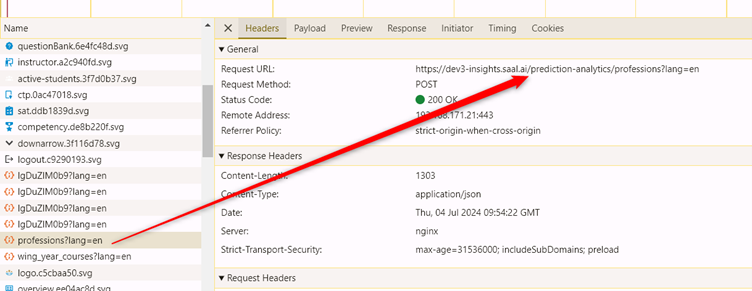 Name
questionBank.6e4fc48d.svg
instructor.a2c940fd.svg
active-students.3f7d0b37.svg
ctp.0ac47018.svg
sat.ddb1839d.svg
competency.de8b220f.svg
downarrow.3f116d78.svg
logout.c9290193.svg
lgDuZIM0b9?lang=en
lgDuZIM0b9?lang=en
lgDuZIM0b9?lang=en
lgDuZIM0b9?lang=en
professions?lang=en
wing_year_courses?lang=en
logo.c5cbaa50.svg
overview.ee04ac8d.svg
Headers Payload Preview Response Initiator Timing Cookies
General
Request URL: https://dev3-insights.saal.ai/prediction-analytics/professions?lang=en
Request Method: POST
Status Code: 200 OK
Remote Address: 171.21:443
Referrer Policy: strict-origin-when-cross-origin
Response Headers
Content-Length: 1303
Content-Type: application/json
Date: Thu, 04 Jul 2024 09:54:22 GMT
Server: nginx
Strict-Transport-Security: max-age=31536000; includeSubDomains; preload
Request Headers